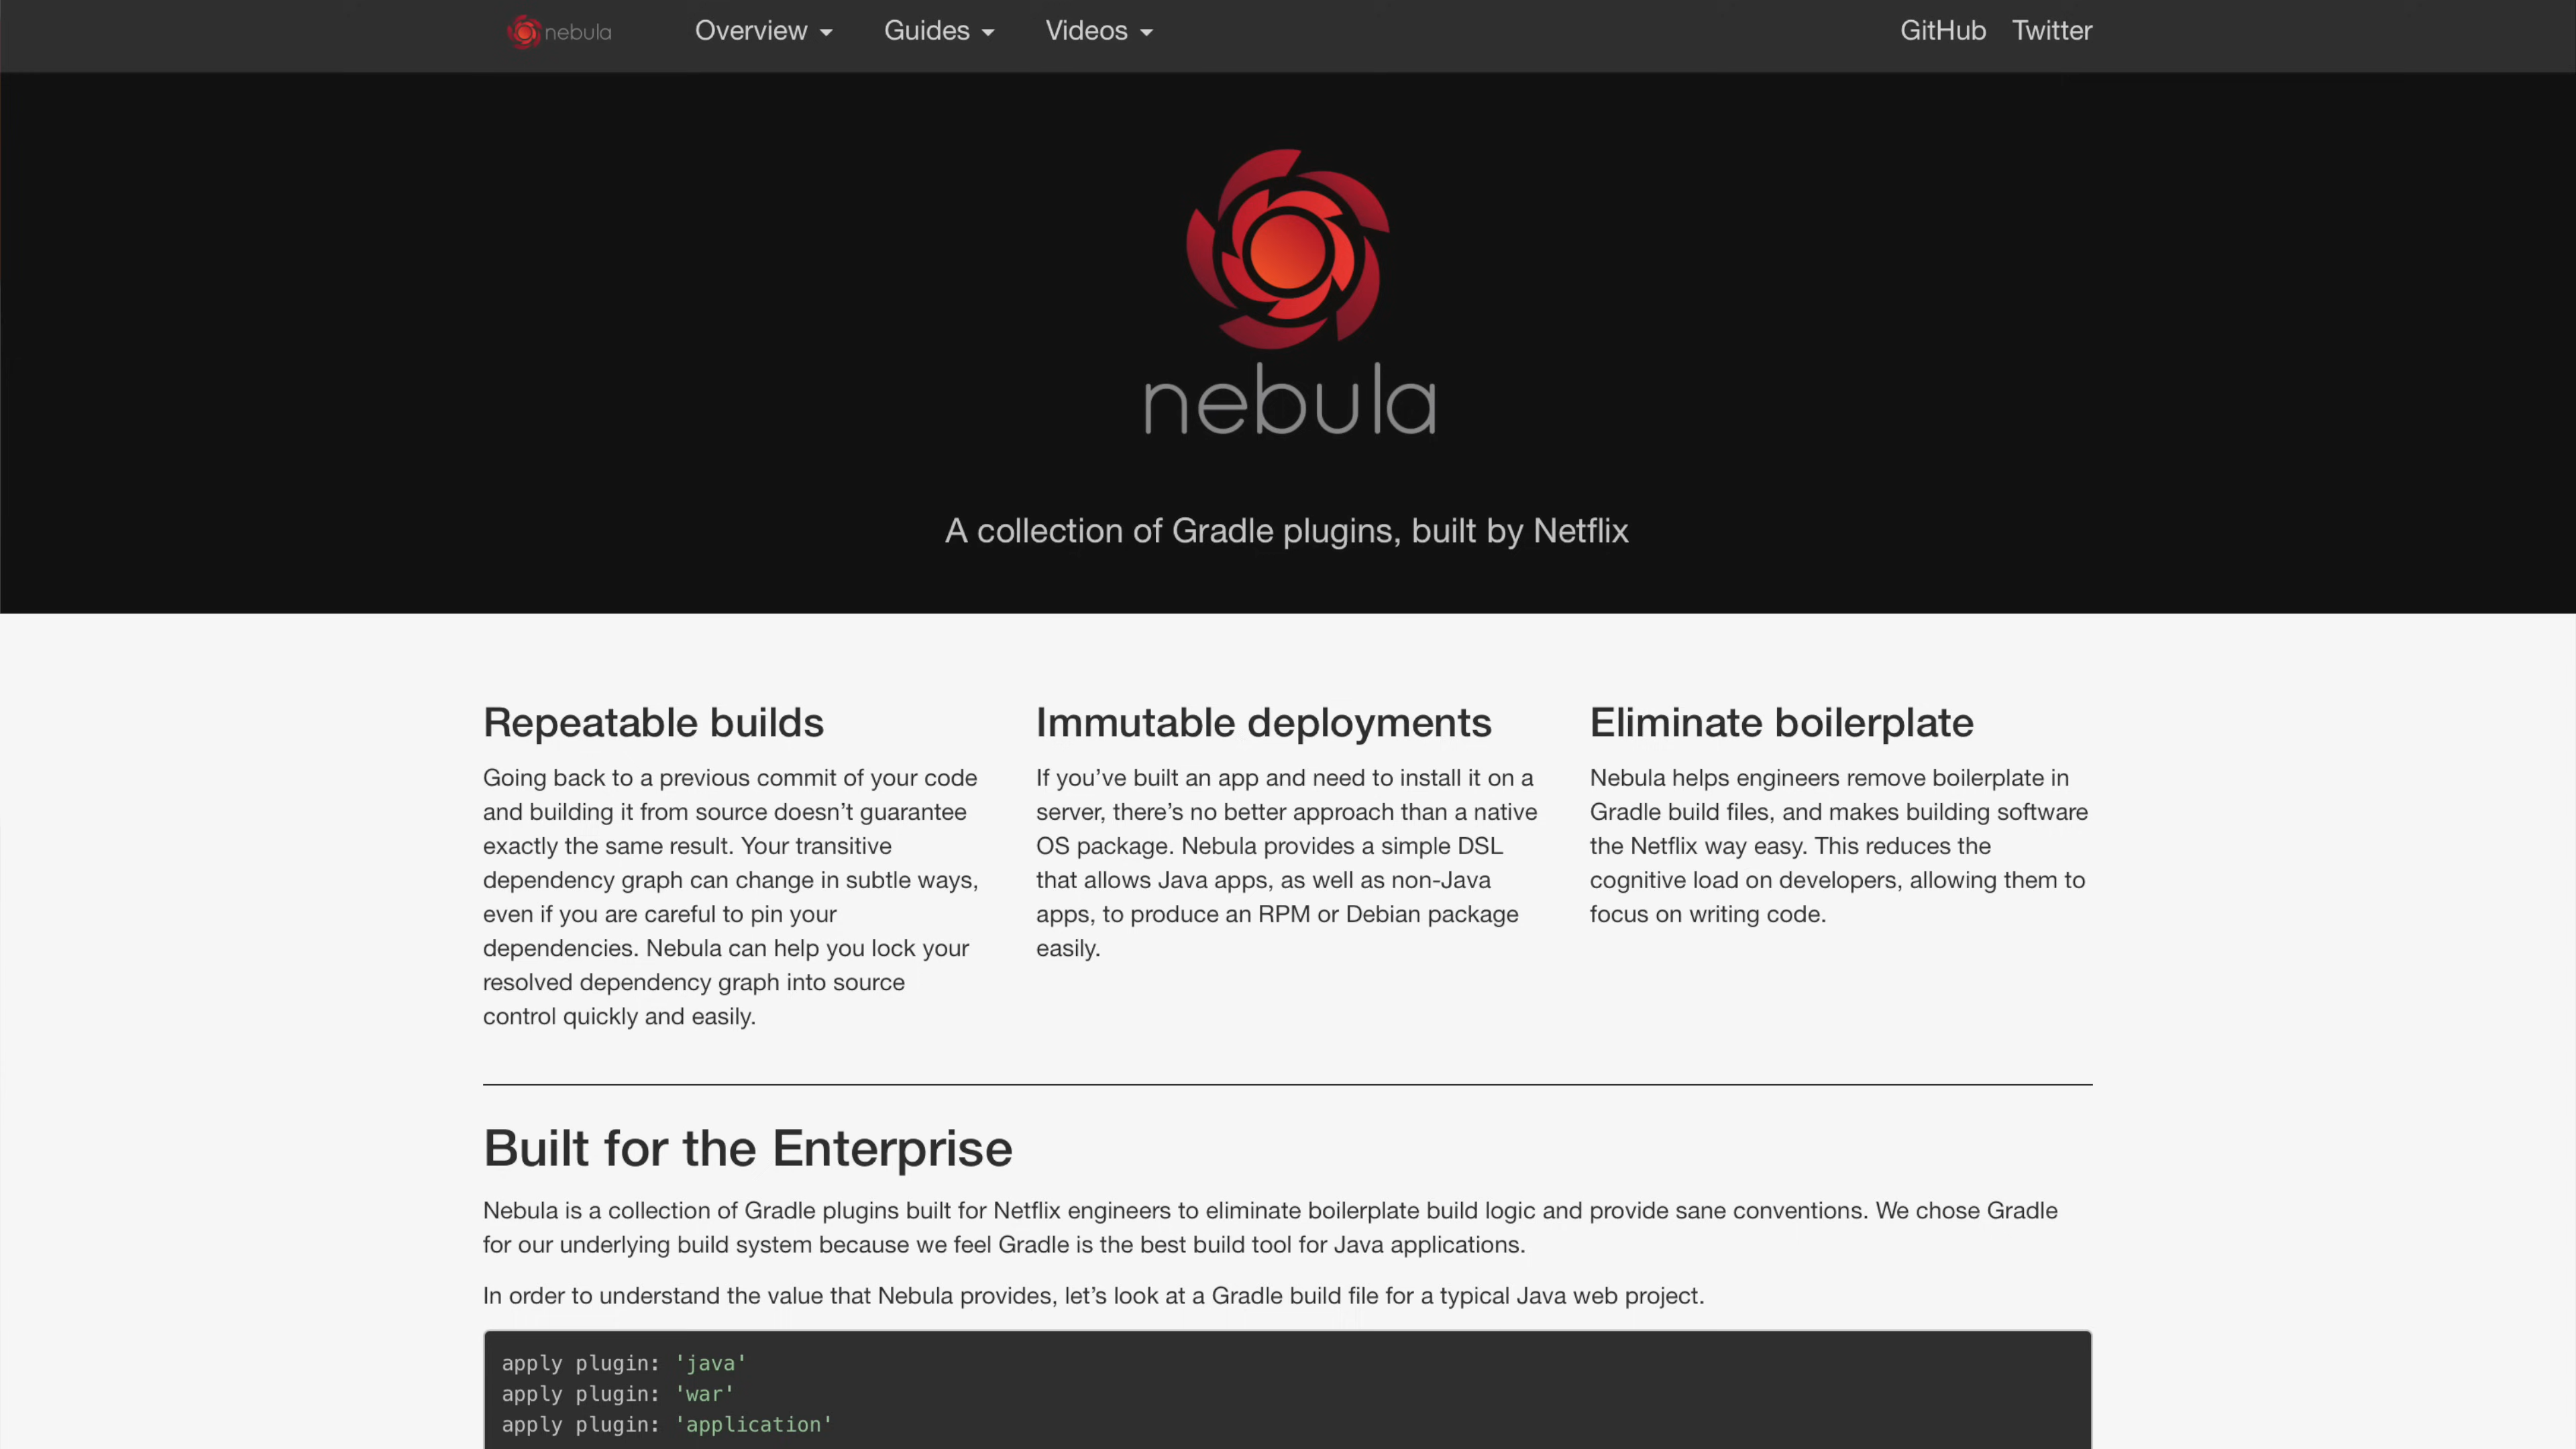 nebula Overview Guides Videos GitHub Twitter
nebula
A collection of Gradle plugins, built by Netflix
Repeatable builds
Going back to a previous commit of your code
and building it from source doesn’t guarantee
exactly the same result. Your transitive
dependency graph can change in subtle ways,
even if you are careful to pin your
dependencies. Nebula can help you lock your
resolved dependency graph into source
control quickly and easily.
Immutable deployments
If you’ve built an app and need to install it on a
server, there’s no better approach than a native
OS package. Nebula provides a simple DSL
that allows Java apps, as well as non-Java
apps, to produce an RPM or Debian package
easily.
Eliminate boilerplate
Nebula helps engineers remove boilerplate in
Gradle build files, and makes building software
the Netflix way easy. This reduces the
cognitive load on developers, allowing them to
focus on writing code.
Built for the Enterprise
Nebula is a collection of Gradle plugins built for Netflix engineers to eliminate boilerplate build logic and provide sane conventions. We chose Gradle
for our underlying build system because we feel Gradle is the best build tool for Java applications.
In order to understand the value that Nebula provides, let’s look at a Gradle build file for a typical Java web project.
apply plugin: 'java'
apply plugin: 'war'
apply plugin: 'application'